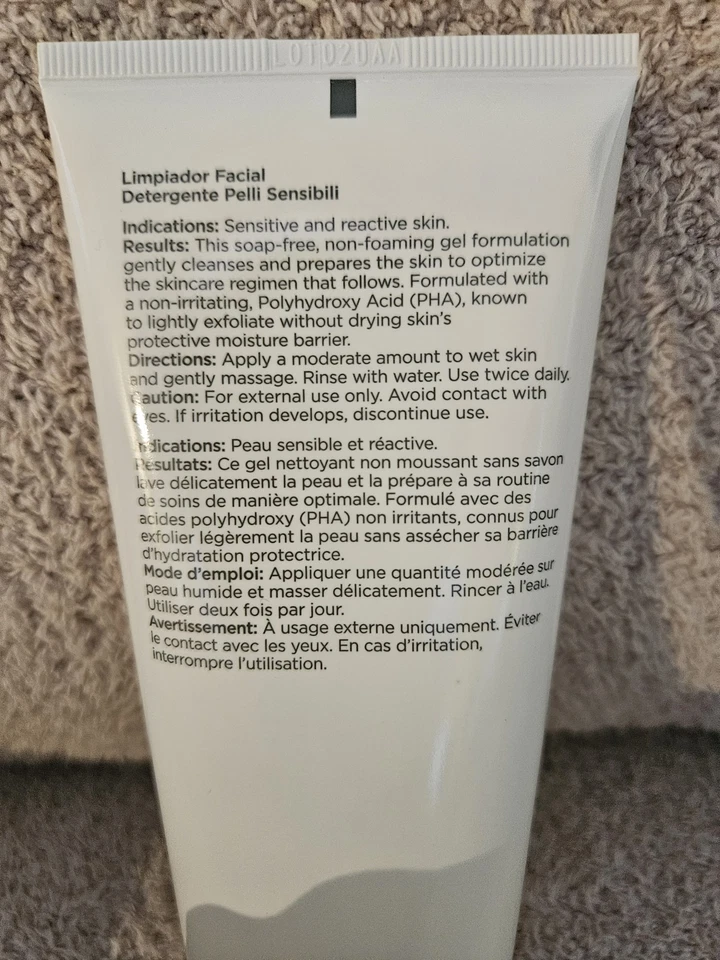 LOT020AA
Limpiador Facial
Detergente Pelli Sensibili
Indications: Sensitive and reactive skin.
Results: This soap-free, non-foaming gel formulation
gently cleanses and prepares the skin to optimize
the skincare regimen that follows. Formulated with
a non-irritating, Polyhydroxy Acid (PHA), known
to lightly exfoliate without drying skin's
protective moisture barrier.
Directions: Apply a moderate amount to wet skin
and gently massage. Rinse with water. Use twice daily.
Caution: For external use only. Avoid contact with
eyes. If irritation develops, discontinue use.
Indications: Peau sensible et réactive.
Résultats: Ce gel nettoyant non moussant sans savon
lave délicatement la peau et la prépare à sa routine
de soins de manière optimale. Formulé avec des
acides polyhydroxy (PHA) non irritants, connus pour
exfolier légèrement la peau sans assécher sa barrière
d'hydratation protectrice.
Mode d'emploi: Appliquer une quantité modérée sur
peau humide et masser délicatement. Rincer à l'eau.
Utiliser deux fois par jour.
Avertissement: À usage externe uniquement. Éviter
le contact avec les yeux. En cas d'irritation,
interrompre l'utilisation.